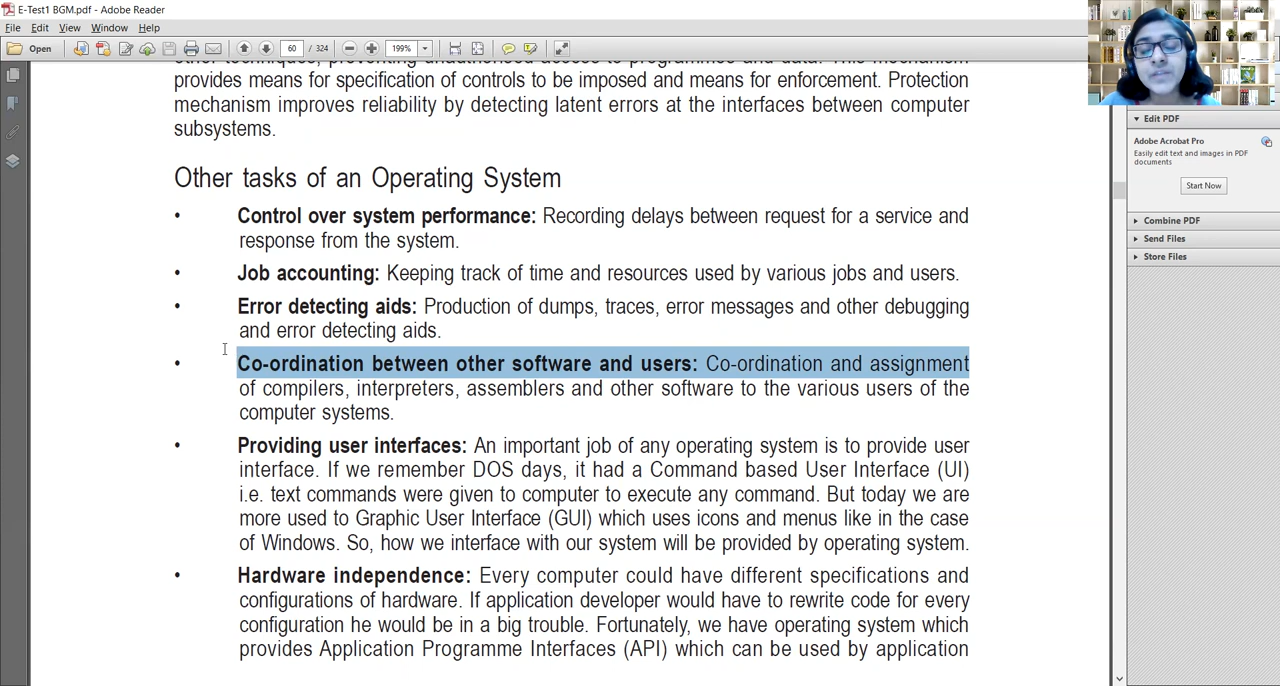 E-Test1 BGM.pdf - Adobe Reader
File Edit View Window Help
Open 60 / 324 199%
provides means for specification of controls to be imposed and means for enforcement. Protection
mechanism improves reliability by detecting latent errors at the interfaces between computer
subsystems.
Other tasks of an Operating System
• Control over system performance: Recording delays between request for a service and
response from the system.
• Job accounting: Keeping track of time and resources used by various jobs and users.
• Error detecting aids: Production of dumps, traces, error messages and other debugging
and error detecting aids.
• Co-ordination between other software and users: Co-ordination and assignment
of compilers, interpreters, assemblers and other software to the various users of the
computer systems.
• Providing user interfaces: An important job of any operating system is to provide user
interface. If we remember DOS days, it had a Command based User Interface (UI)
i.e. text commands were given to computer to execute any command. But today we are
more used to Graphic User Interface (GUI) which uses icons and menus like in the case
of Windows. So, how we interface with our system will be provided by operating system.
• Hardware independence: Every computer could have different specifications and
configurations of hardware. If application developer would have to rewrite code for every
configuration he would be in a big trouble. Fortunately, we have operating system which
provides Application Programme Interfaces (API) which can be used by application
Edit PDF
Adobe Acrobat Pro
Easily edit text and images in PDF
documents
Start Now
Combine PDF
Send Files
Store Files